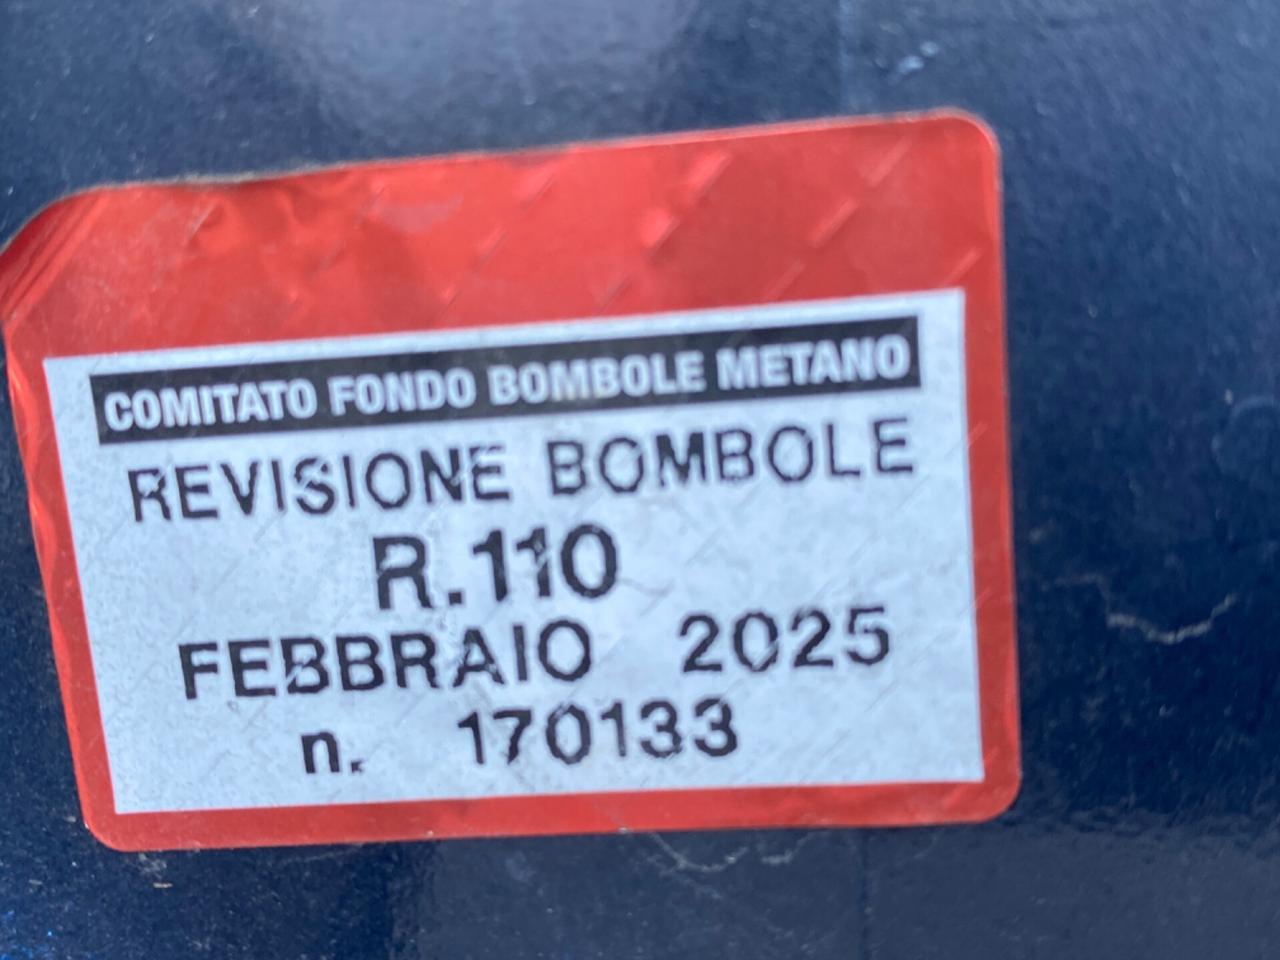 COMITATO FONDO BOMBOLE METANO
REVISIONE BOMBOLE
R.110
FEBBRAIO 2025
n. 170133